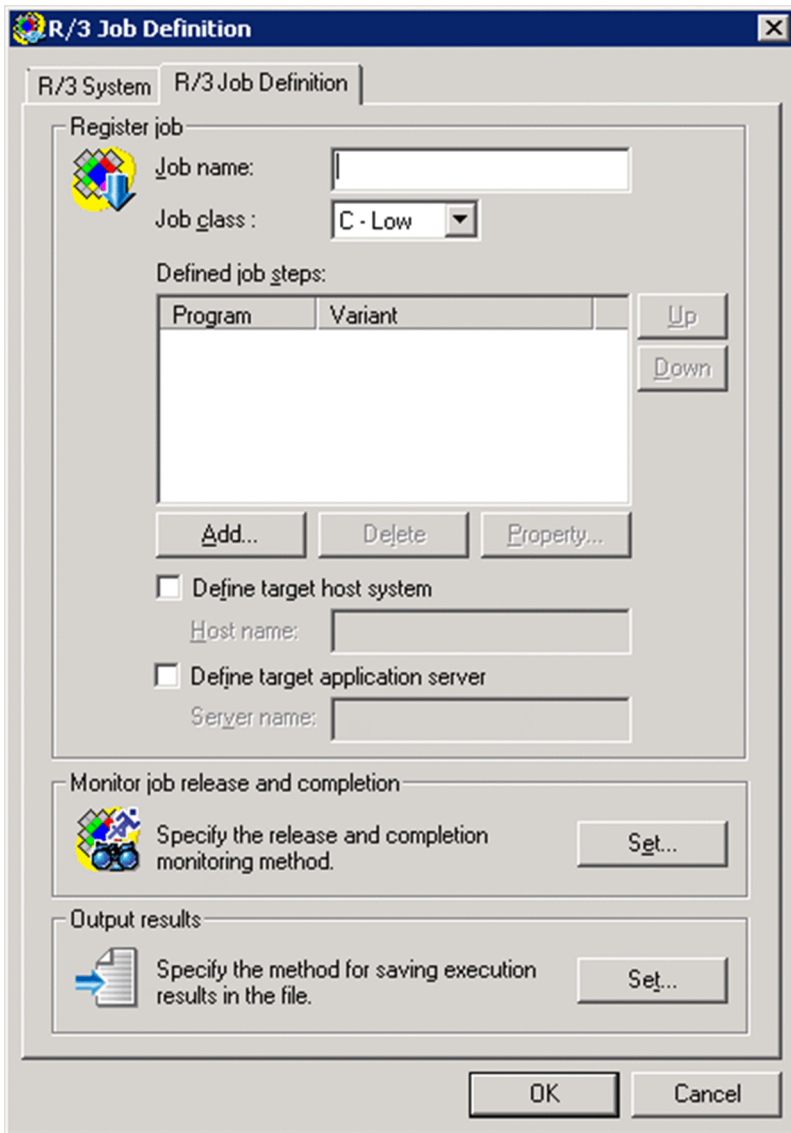 R/3 Job Definition
R/3 System
R/3 Job Definition
Register job
Job name:
Job class :
C - Low
Defined job steps:
Program
Variant
Up
Down
Add...
Delete
Property...
Define target host system
Host name:
Define target application server
Server name:
Monitor job release and completion
Specify the release and completion
monitoring method.
Set...
Output results
Specify the method for saving execution
results in the file.
Set...
OK
Cancel